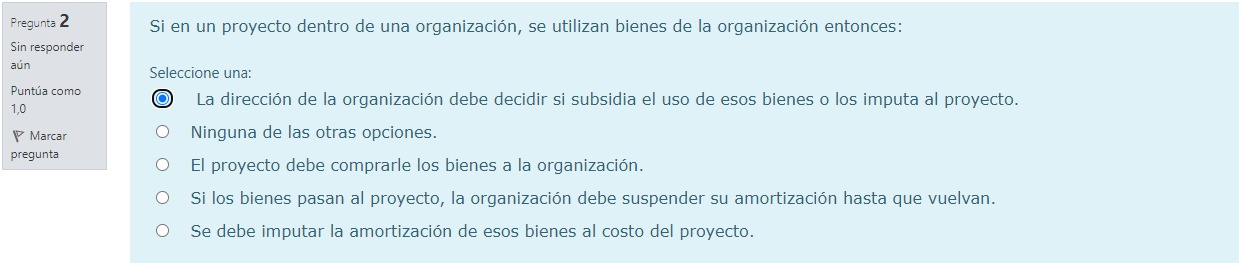 Pregunta 2
Sin responder
aún
Puntúa como
1,0
Marcar
pregunta
Si en un proyecto dentro de una organización, se utilizan bienes de la organización entonces:
Seleccione una:
La dirección de la organización debe decidir si subsidia el uso de esos bienes o los imputa al proyecto.
Ninguna de las otras opciones.
El proyecto debe comprarle los bienes a la organización.
Si los bienes pasan al proyecto, la organización debe suspender su amortización hasta que vuelvan.
Se debe imputar la amortización de esos bienes al costo del proyecto.